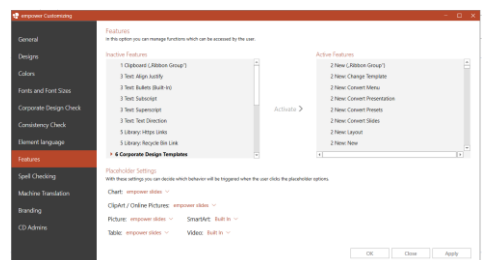 empower Customizing
General
Designs
Colors
Fonts and Font Sizes
Corporate Design Check
Consistency Check
Element language
Features
Spell Checking
Machine Translation
Branding
CD Admins
Features
In this option you can manage functions which can be accessed by the user.
Inactive Features
1 Clipboard („Ribbon Group")
3 Text: Align Justify
3 Text: Bullets (Built-In)
3 Text: Subscript
3 Text: Superscript
3 Text: Text Direction
5 Library: Https Links
5 Library: Recycle Bin Link
6 Corporate Design Templates
Activate
Active Features
2 New („Ribbon Group")
2 New: Change Template
2 New: Convert Menu
2 New: Convert Presentation
2 New: Convert Presets
2 New: Convert Slides
2 New: Layout
2 New: New
Placeholder Settings
With these settings you can decide which behavior will be triggered when the user clicks the placeholder options.
Chart: empower slides
ClipArt / Online Pictures: empower slides
Picture: empower slides SmartArt: Built In
Table: empower slides Video: Built In
OK Close Apply